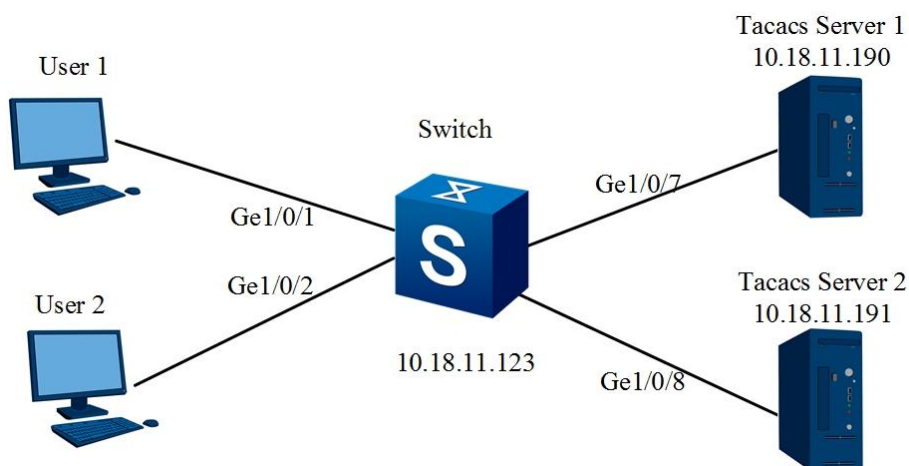 Tacacs Server 1
10.18.11.190
User 1
Switch
Ge1/0/7
Ge1/0/1
S
Ge1/0/2
Tacacs Server 2
10.18.11.191
User 2
10.18.11.123
Ge1/0/8